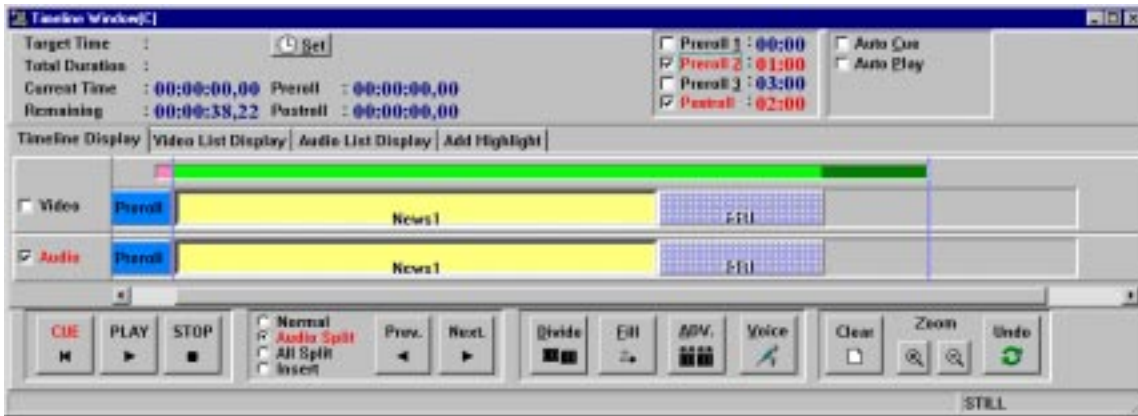 Timeline Window[C]
Target Time : Set
Total Duration :
Current Time : 00:00:00,00 Preroll : 00:00:00,00
Remaining : 00:00:38,22 Postroll : 00:00:00,00
Preroll 1 : 00:00
Preroll 2 : 01:00
Preroll 3 : 03:00
Postroll : 02:00
Auto Cue
Auto Play
Timeline Display Video List Display Audio List Display Add Highlight
Video Preroll News1
Audio Preroll News1
CUE PLAY STOP
Normal
Audio Split
All Split
Insert
Prev. Next.
Divide Fill ADV. Voice
Clear Zoom Undo
STILL